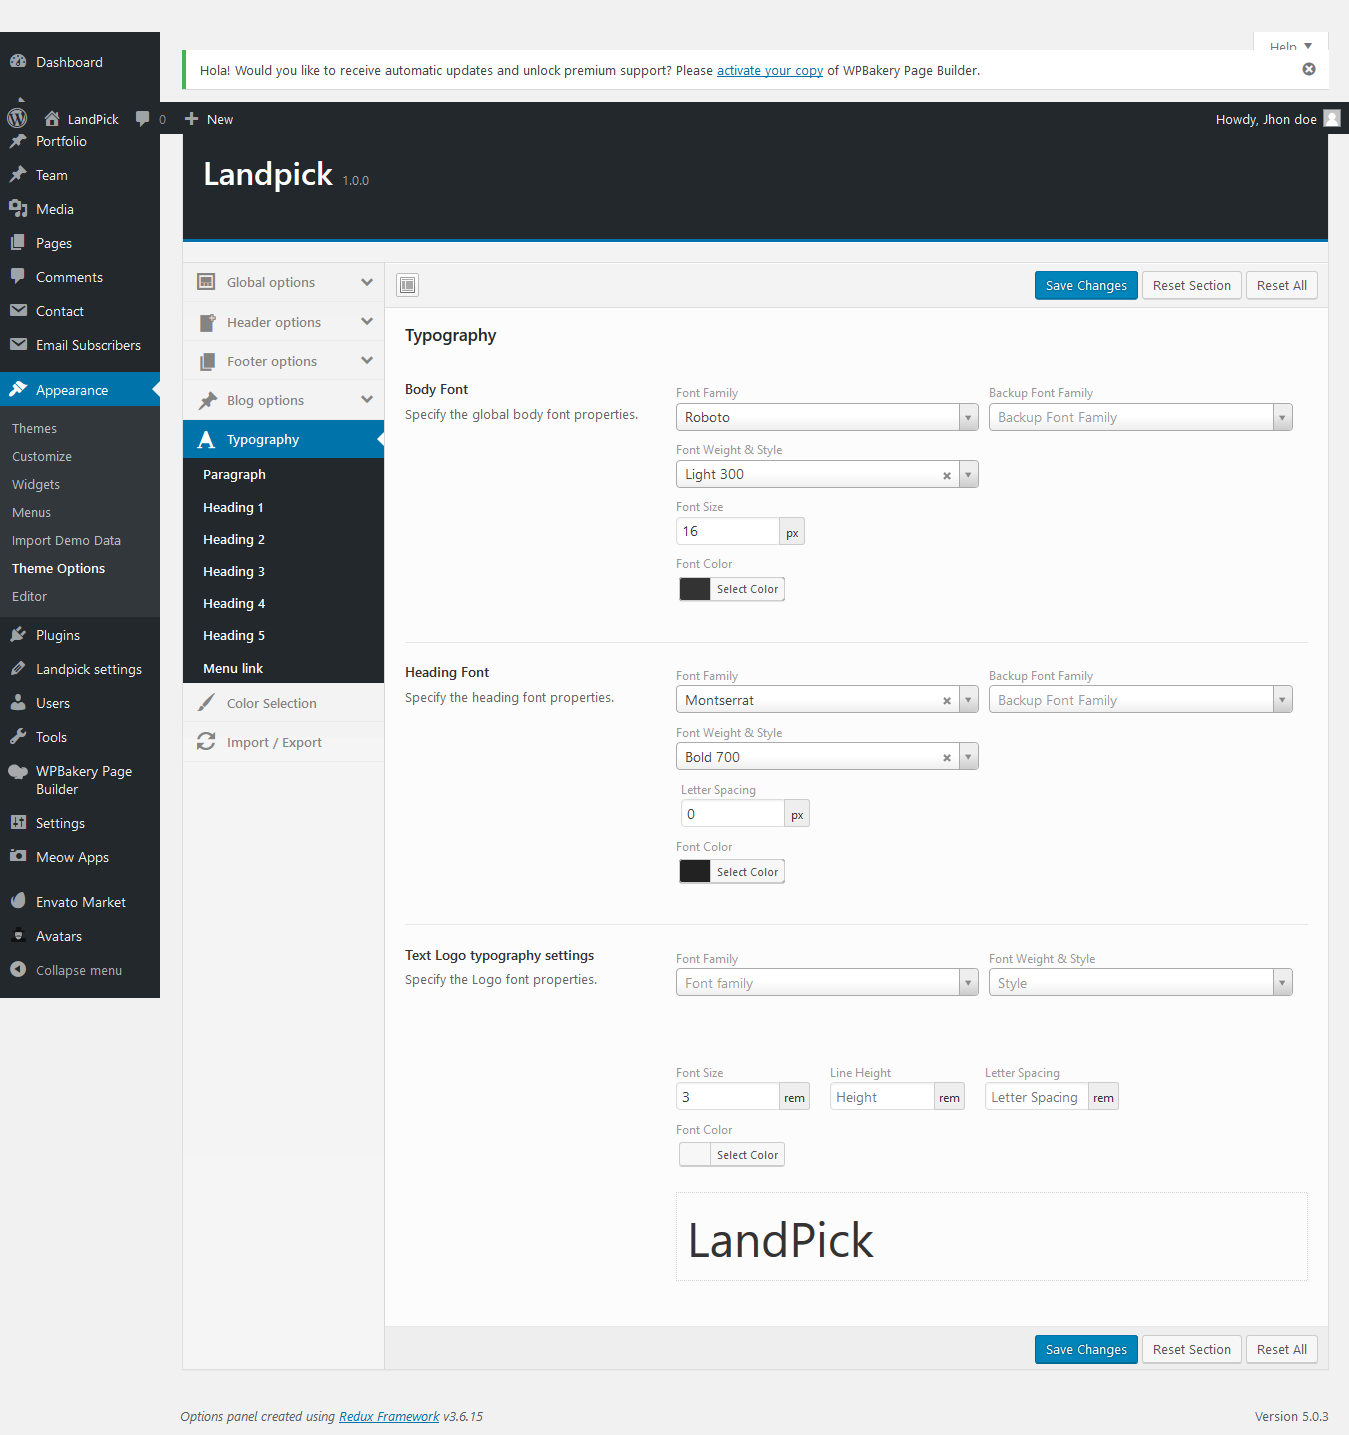 Help
Hola! Would you like to receive automatic updates and unlock premium support? Please activate your copy of WPBakery Page Builder.
LandPick
0
New
Howdy, Jhon doe
Dashboard
Portfolio
Team
Media
Pages
Comments
Contact
Email Subscribers
Appearance
Themes
Customize
Widgets
Menus
Import Demo Data
Theme Options
Editor
Plugins
Landpick settings
Users
Tools
WPBakery Page
Builder
Settings
Meow Apps
Envato Market
Avatars
Collapse menu
Landpick 1.0.0
Global options
Header options
Footer options
Blog options
Typography
Paragraph
Heading 1
Heading 2
Heading 3
Heading 4
Heading 5
Menu link
Color Selection
Import / Export
Save Changes
Reset Section
Reset All
Typography
Body Font
Specify the global body font properties.
Font Family
Roboto
Backup Font Family
Backup Font Family
Font Weight & Style
Light 300
Font Size
16 px
Font Color
Select Color
Heading Font
Specify the heading font properties.
Font Family
Montserrat
Backup Font Family
Backup Font Family
Font Weight & Style
Bold 700
Letter Spacing
0 px
Font Color
Select Color
Text Logo typography settings
Specify the Logo font properties.
Font Family
Font family
Font Weight & Style
Style
Font Size
3 rem
Line Height
Height rem
Letter Spacing
Letter Spacing rem
Font Color
Select Color
LandPick
Save Changes
Reset Section
Reset All
Options panel created using Redux Framework v3.6.15
Version 5.0.3